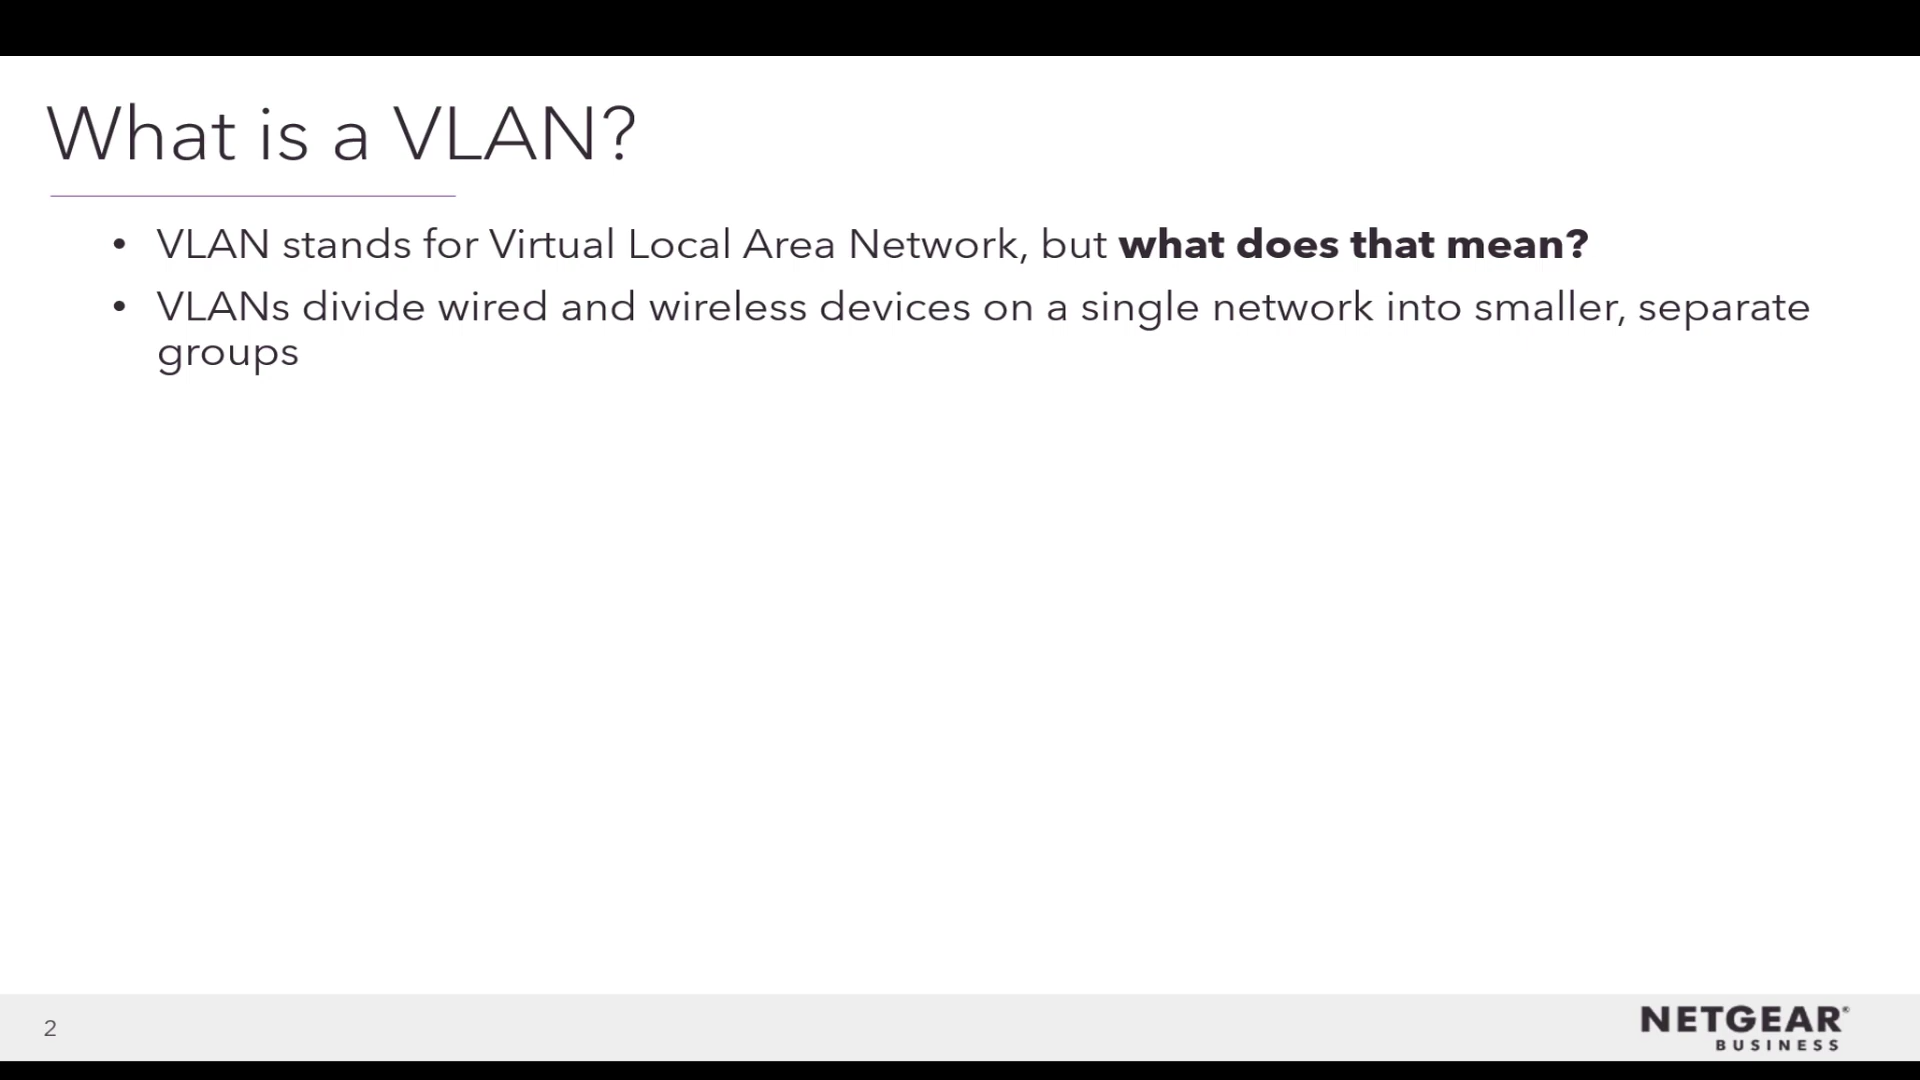 What is a VLAN?
• VLAN stands for Virtual Local Area Network, but what does that mean?
• VLANs divide wired and wireless devices on a single network into smaller, separate
groups
2
NETGEAR®
BUSINESS